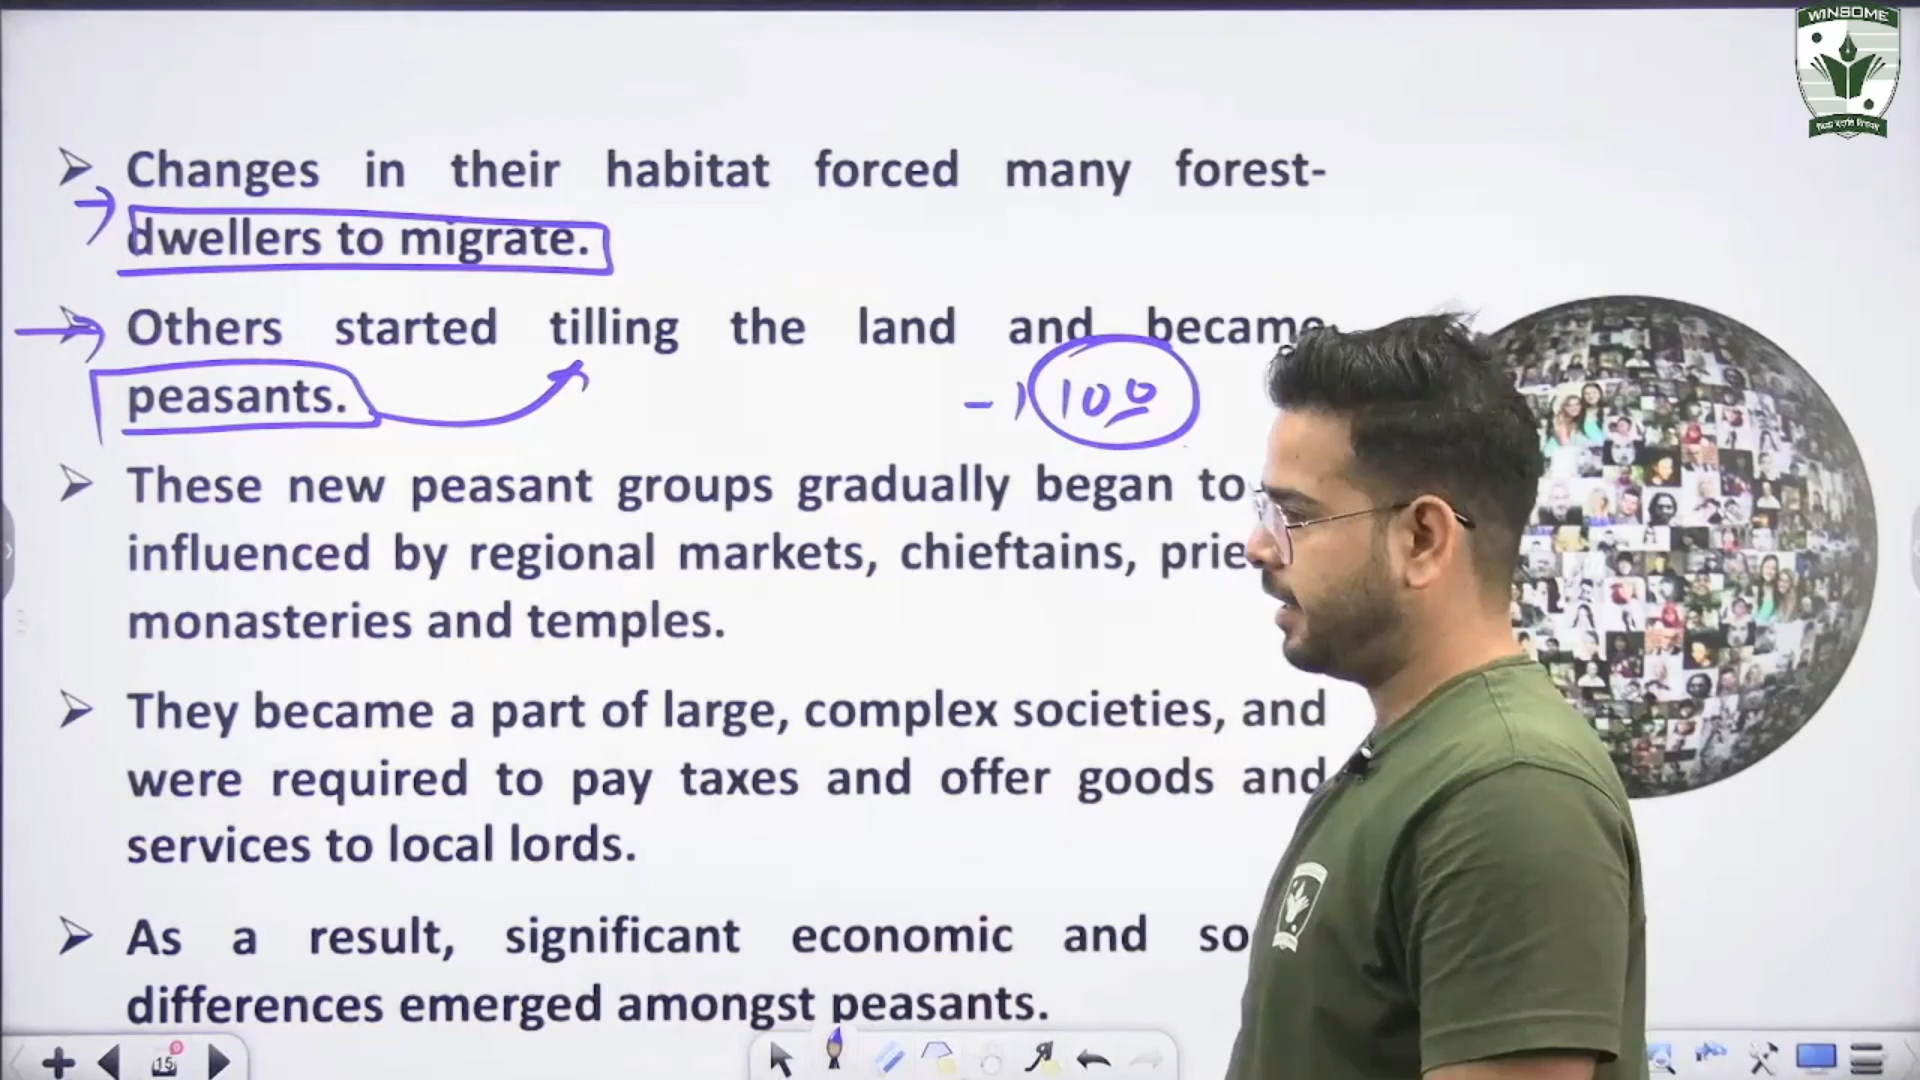 WINSOME
Changes in their habitat forced many forest-
dwellers to migrate.
Others started tilling the land and became
peasants.
100
These new peasant groups gradually began to
influenced by regional markets, chieftains,
monasteries and temples.
They became a part of large, complex societies, and
were required to pay taxes and offer goods and
services to local lords.
As a result, significant economic and
differences emerged amongst peasants.
15